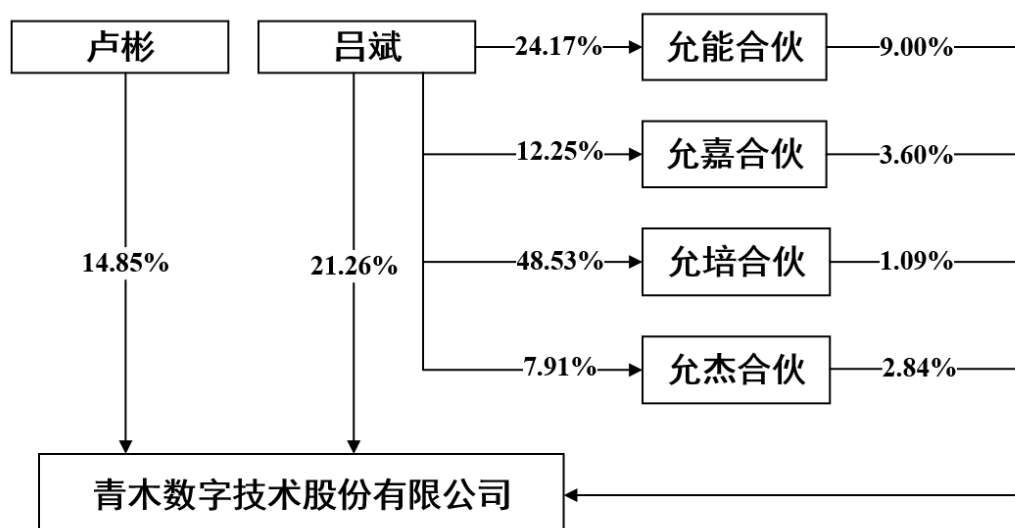 卢彬
吕斌
24.17%
允能合伙
9.00%
12.25%
允嘉合伙
3.60%
14.85%
21.26%
48.53%
允培合伙
1.09%
7.91%
允杰合伙
2.84%
青木数字技术股份有限公司